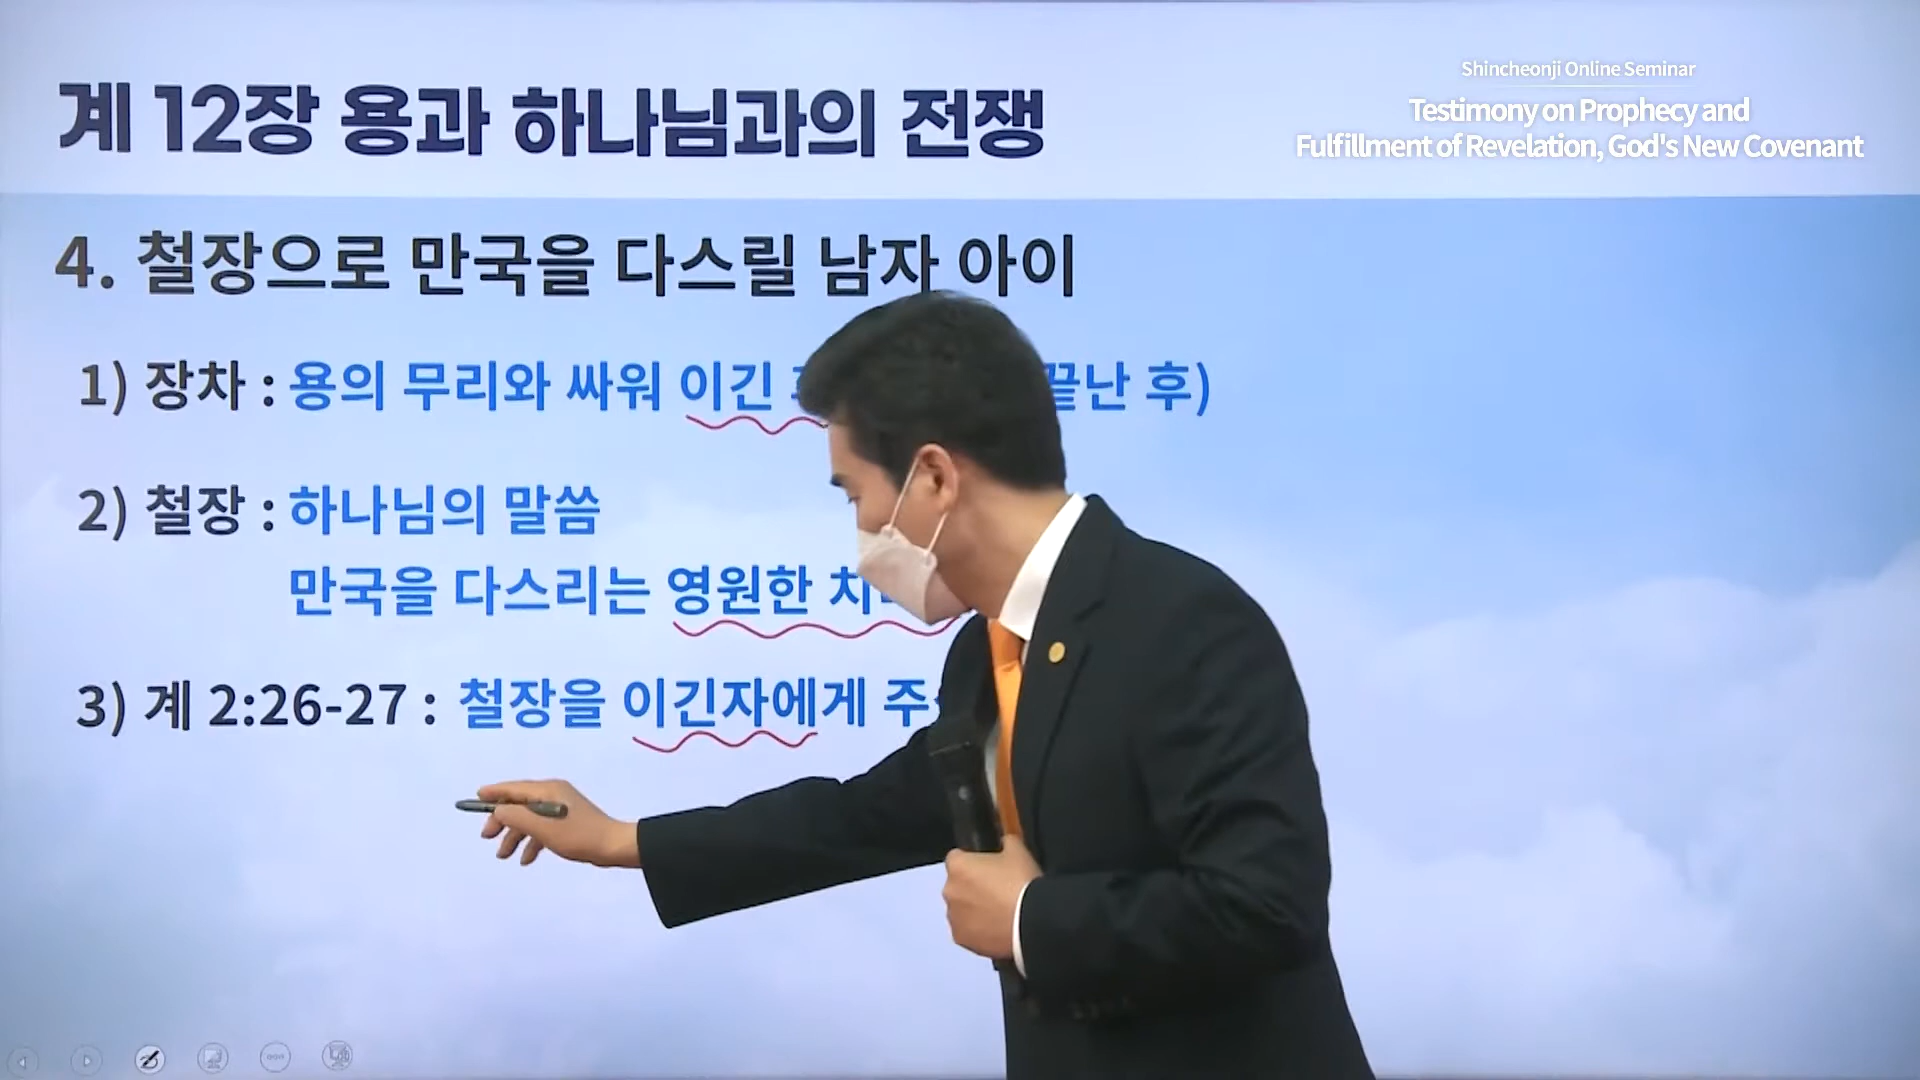 계 12장 용과 하나님과의 전쟁
Shincheonji Online Seminar
Testimony on Prophecy and
Fulfillment of Revelation, God's New Covenant
4. 철장으로 만국을 다스릴 남자 아이
1) 장차 : 용의 무리와 싸워 이긴 끝난 후)
2) 철장 : 하나님의 말씀
만국을 다스리는 영원한
3) 계 2:26-27 : 철장을 이긴자에게